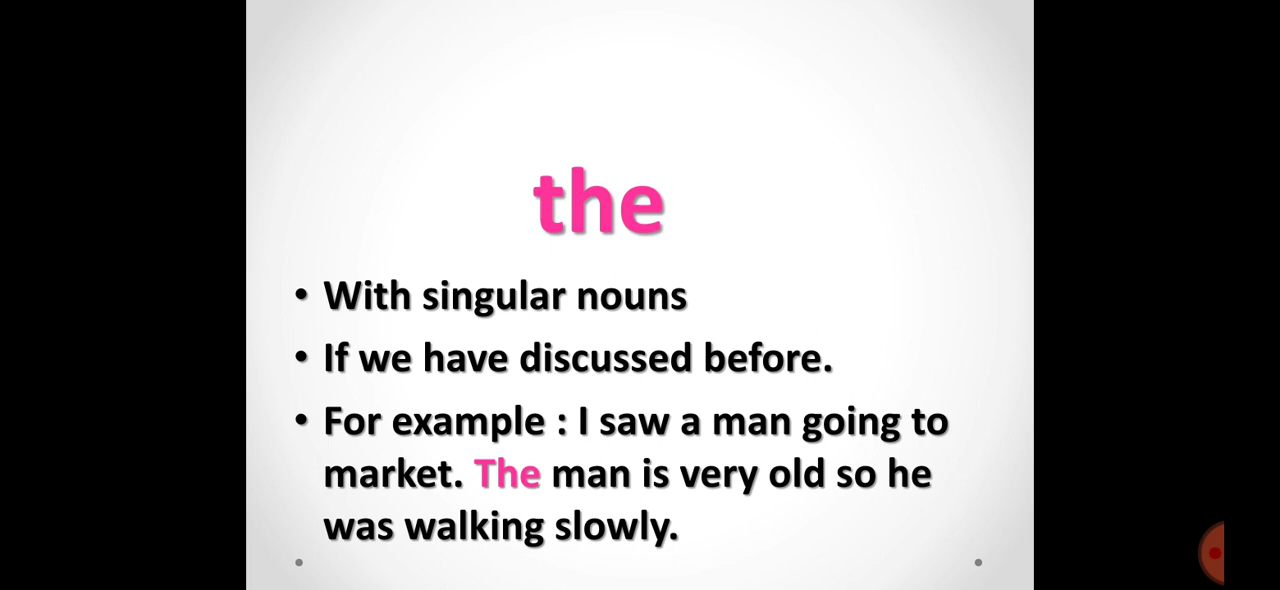 the
• With singular nouns
• If we have discussed before.
• For example : I saw a man going to
market. The man is very old so he
was walking slowly.